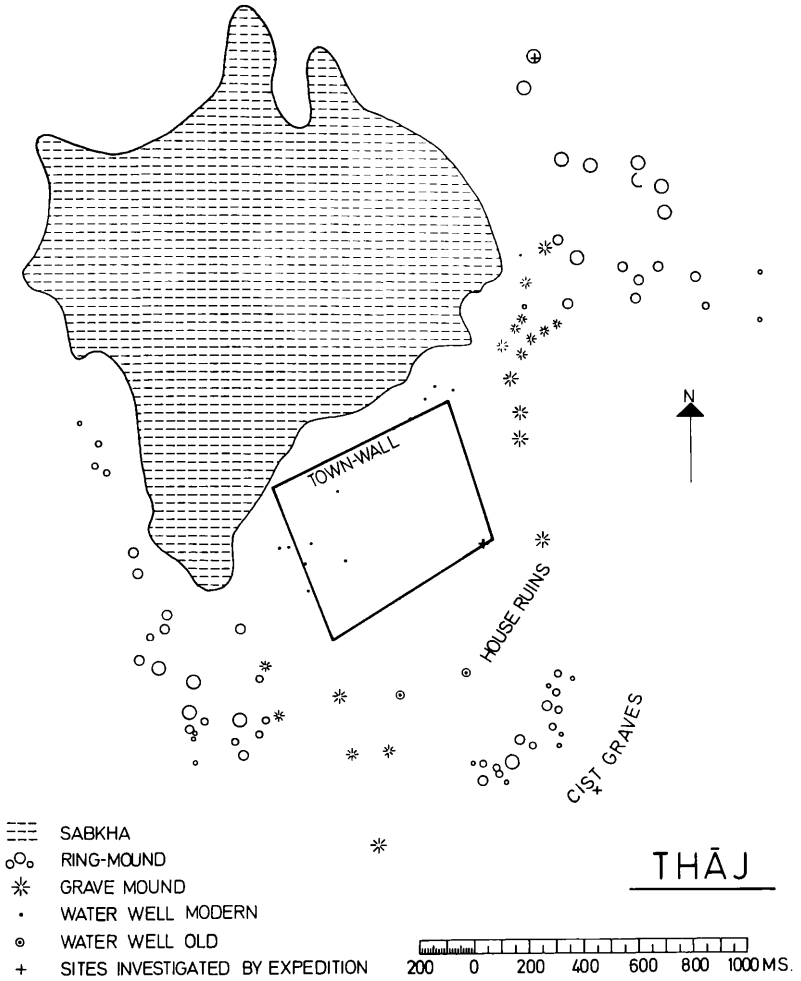 N
TOWN-WALL
HOUSE RUINS
CIST GRAVES
SABKHA
RING-MOUND
GRAVE MOUND
WATER WELL MODERN
WATER WELL OLD
SITES INVESTIGATED BY EXPEDITION
THĀJ
200 0 200 400 600 800 1000 MS.